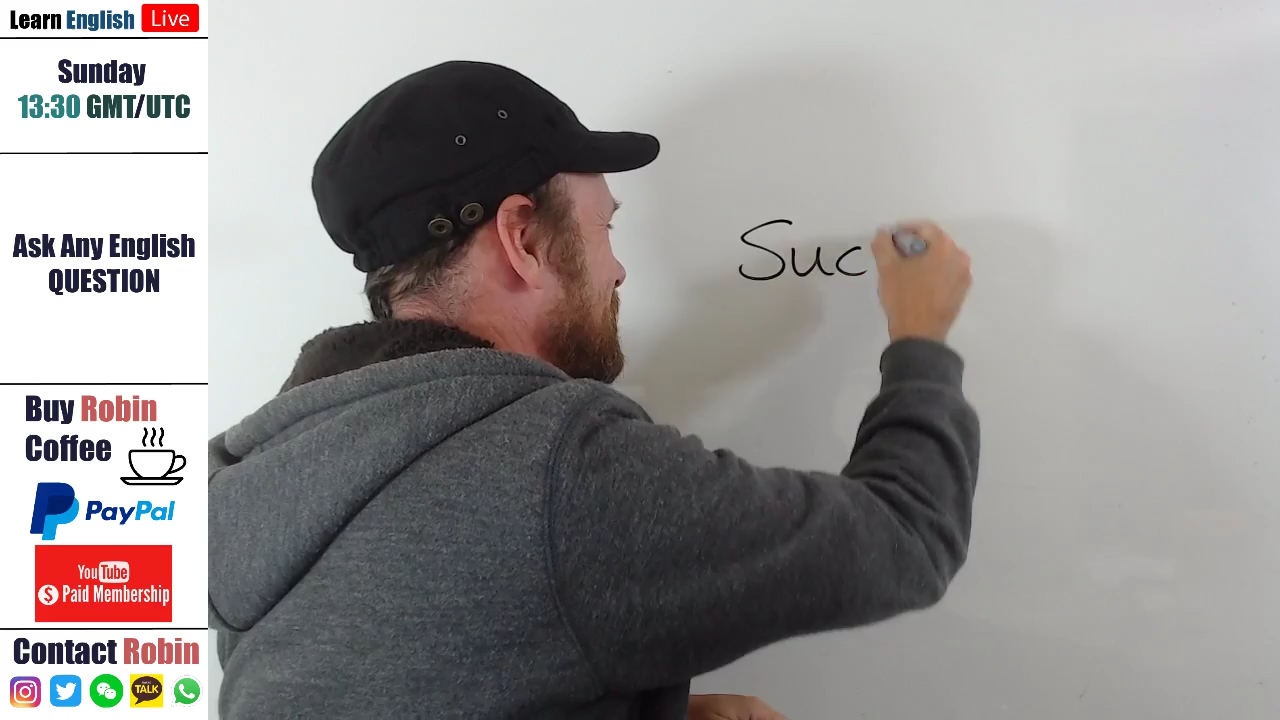 Learn English Live
Sunday
13:30 GMT/UTC
Ask Any English
QUESTION
Buy Robin
Coffee
PayPal
YouTube
$ Paid Membership
Contact Robin
TALK
Suc